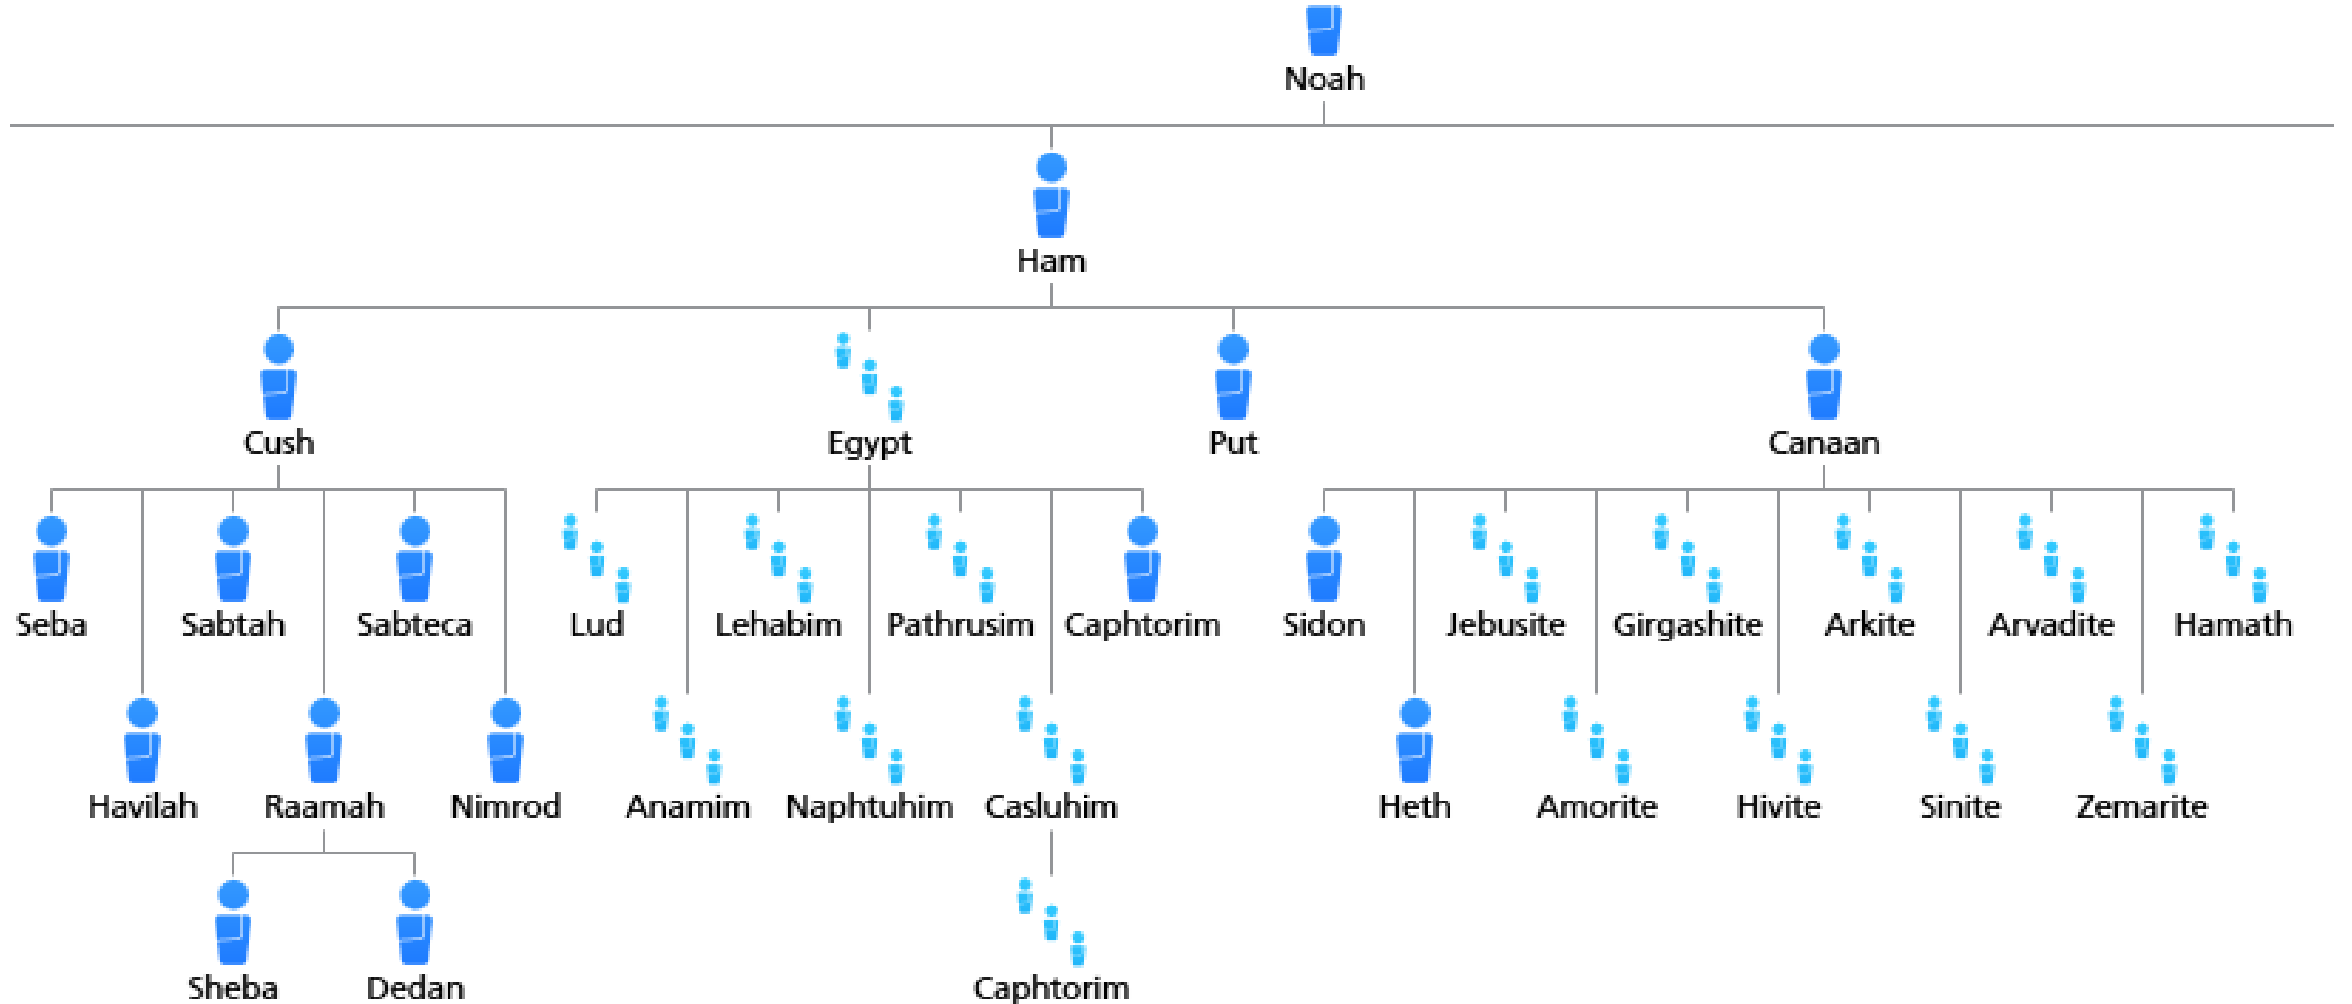 Noah
Ham
Cush Egypt Put Canaan
Seba Sabtah Sabteca Lud Lehabim Pathrusim Caphtorim Sidon Jebusite Girgashite Arkite Arvadite Hamath
Havilah Raamah Nimrod Anamim Naphtuhim Casluhim Heth Amorite Hivite Sinite Zemarite
Sheba Dedan Caphtorim